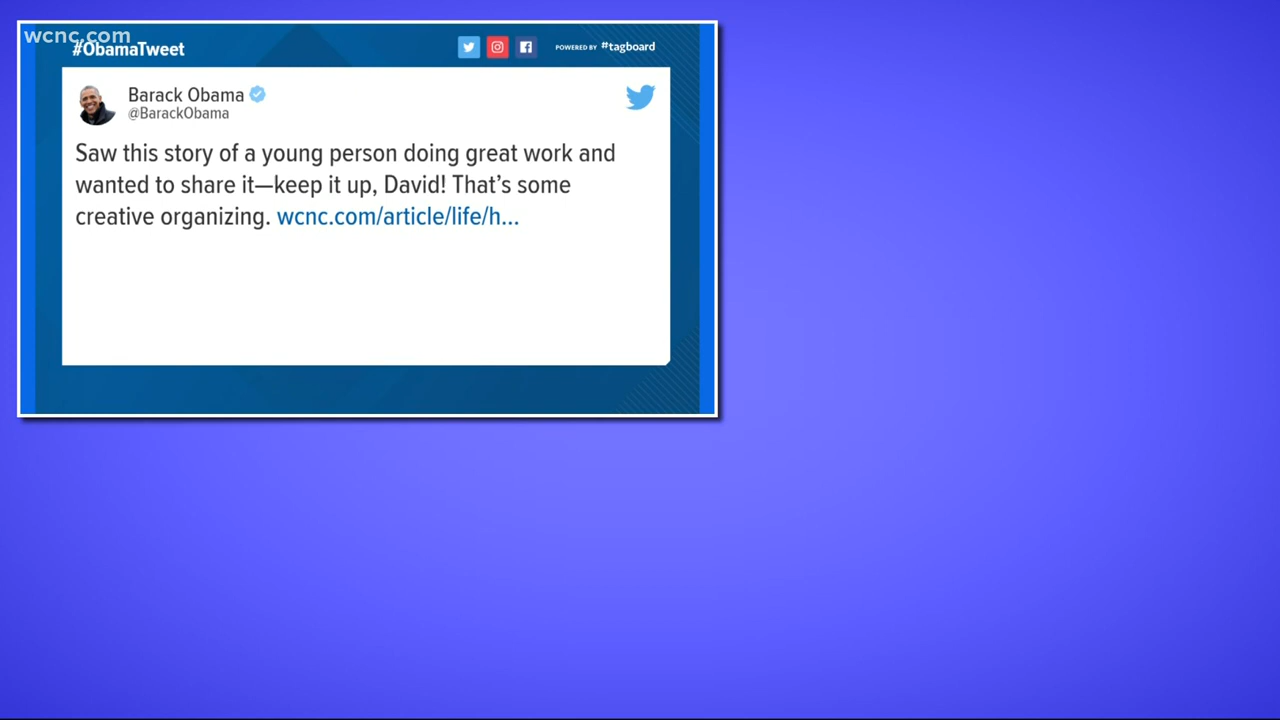 wcnc.com
#ObamaTweet
POWERED BY #tagboard
Barack Obama
@BarackObama
Saw this story of a young person doing great work and
wanted to share it—keep it up, David! That’s some
creative organizing. wcnc.com/article/life/h...